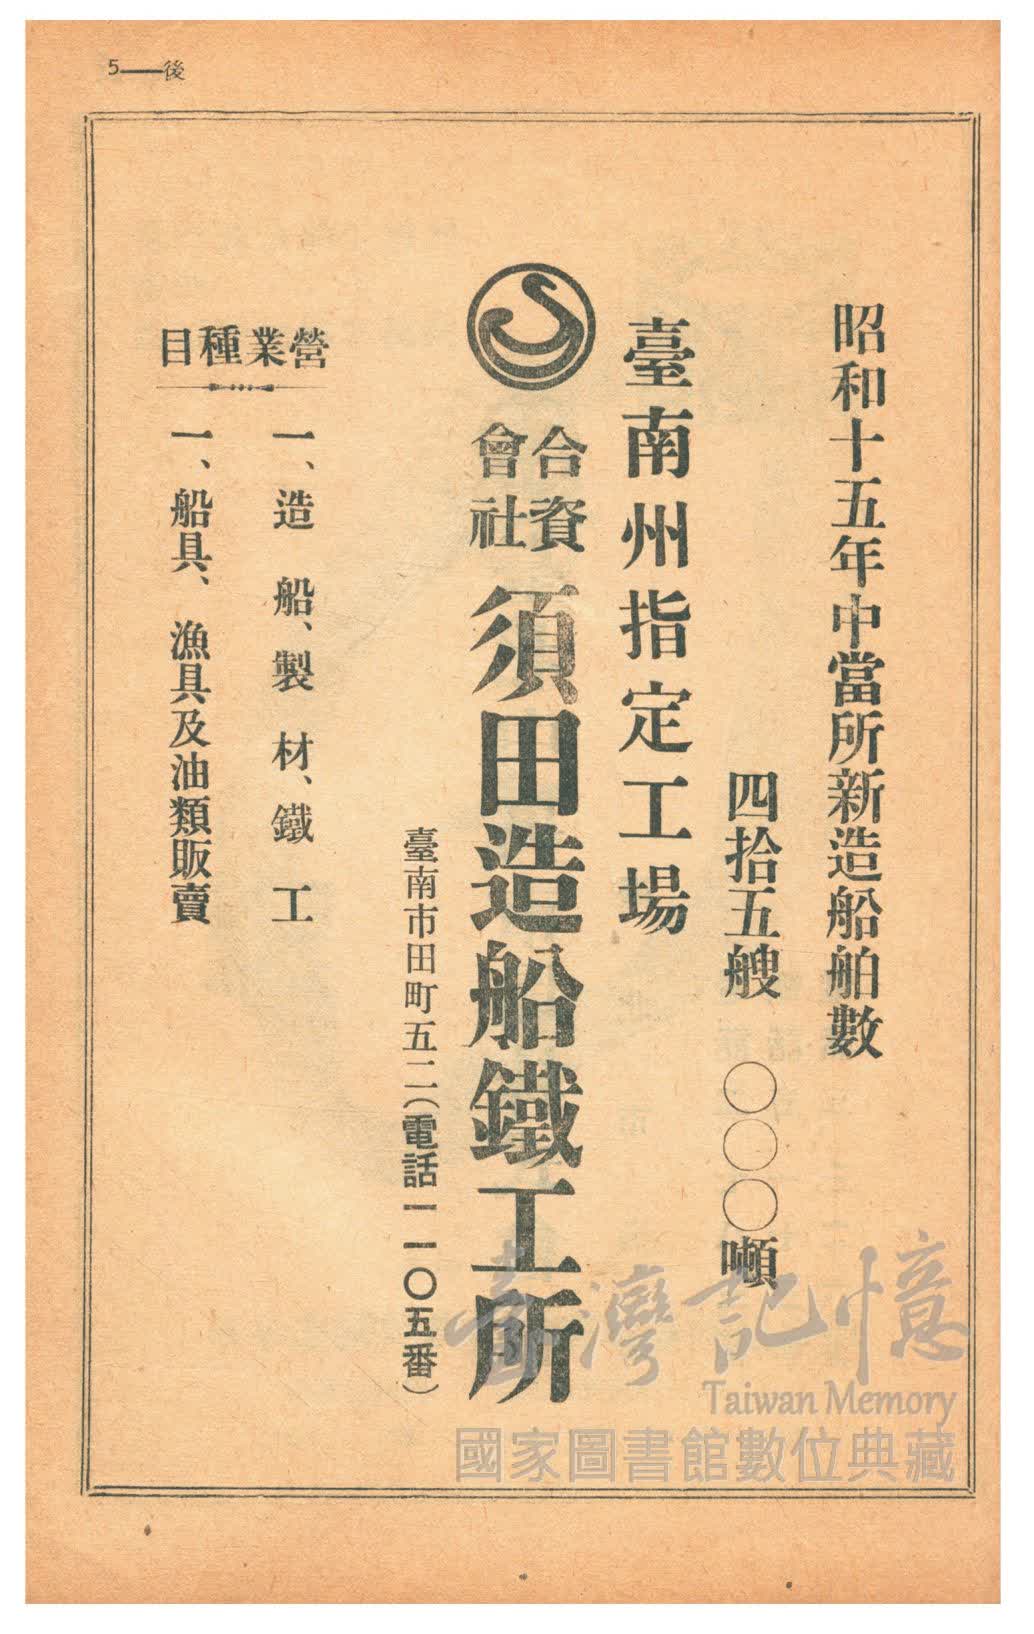 5──後
昭和十五年中當所新造船舶數
四拾五艘　〇〇〇噸
臺南州指定工場
合資會社 須田造船鐵工所
臺南市田町五二(電話一一〇五番)
營業種目
一、造船、製材、鐵工
一、船具、漁具及油類販賣
臺灣記憶
Taiwan Memory
國家圖書館數位典藏